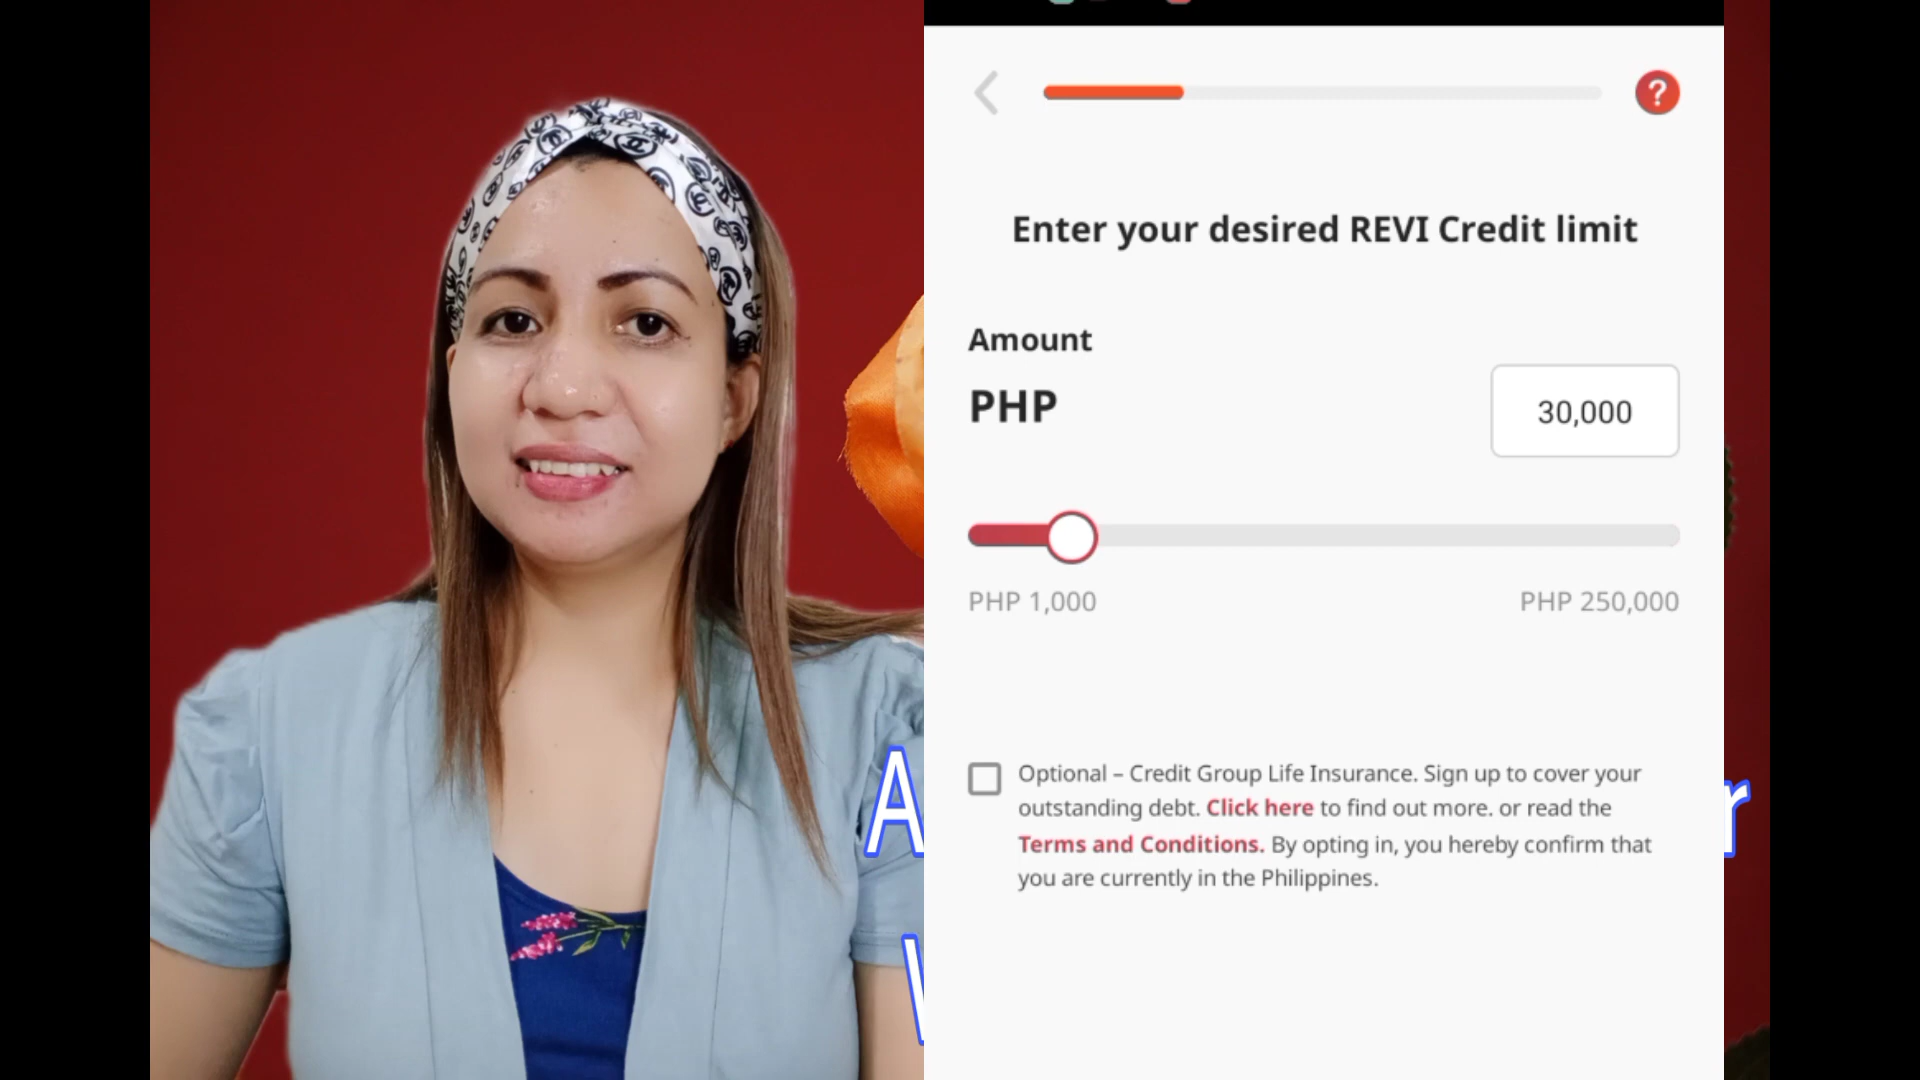 Enter your desired REVI Credit limit
Amount
PHP
30,000
PHP 1,000
PHP 250,000
Optional – Credit Group Life Insurance. Sign up to cover your
outstanding debt. Click here to find out more. or read the
Terms and Conditions. By opting in, you hereby confirm that
you are currently in the Philippines.